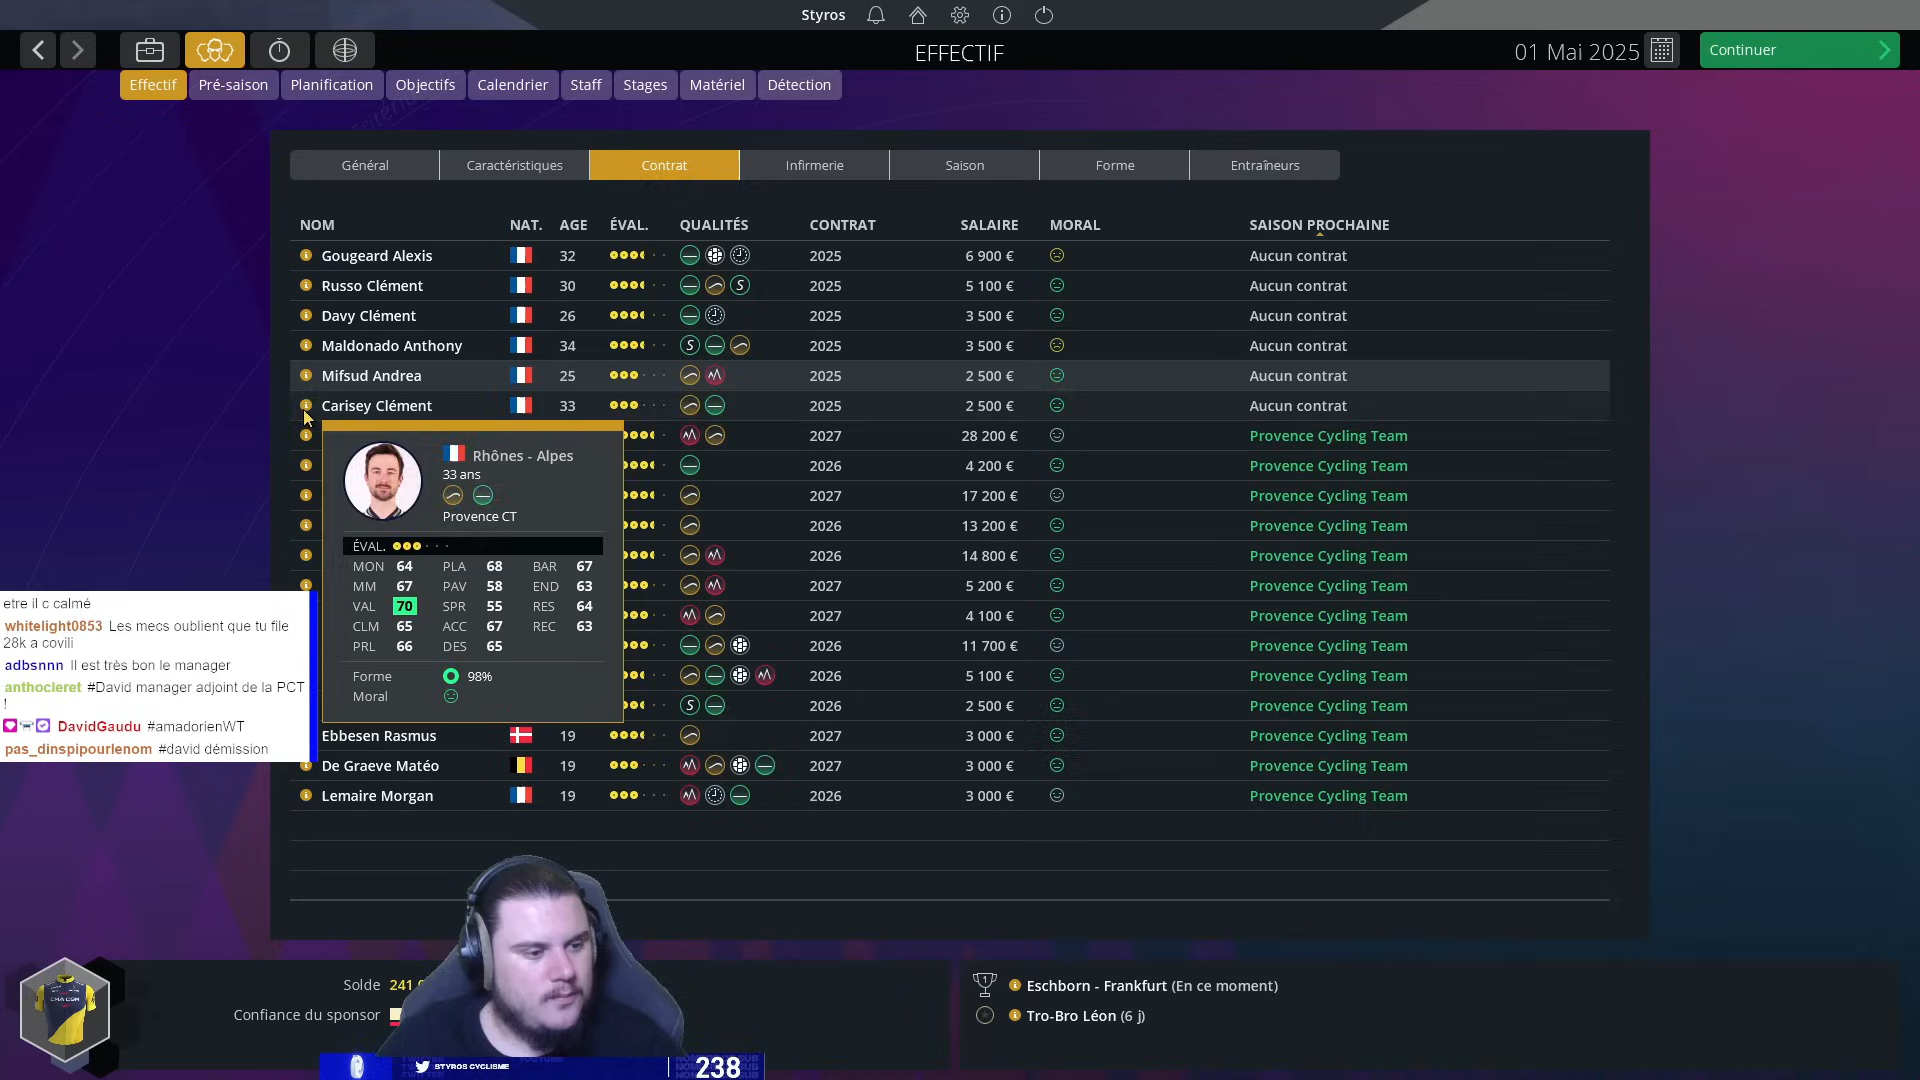 Styros
EFFECTIF
01 Mai 2025
Continuer
Effectif
Pré-saison
Planification
Objectifs
Calendrier
Staff
Stages
Matériel
Détection
Général
Caractéristiques
Contrat
Infirmerie
Saison
Forme
Entraîneurs
NOM NAT. AGE ÉVAL. QUALITÉS CONTRAT SALAIRE MORAL SAISON PROCHAINE
Gougeard Alexis 32 2025 6 900 € Aucun contrat
Russo Clément 30 S 2025 5 100 € Aucun contrat
Davy Clément 26 2025 3 500 € Aucun contrat
Maldonado Anthony 34 S 2025 3 500 € Aucun contrat
Mifsud Andrea 25 2025 2 500 € Aucun contrat
Carisey Clément 33 2025 2 500 € Aucun contrat
2027 28 200 € Provence Cycling Team
2026 4 200 € Provence Cycling Team
2027 17 200 € Provence Cycling Team
2026 13 200 € Provence Cycling Team
2026 14 800 € Provence Cycling Team
2027 5 200 € Provence Cycling Team
2027 4 100 € Provence Cycling Team
2026 11 700 € Provence Cycling Team
2026 5 100 € Provence Cycling Team
S 2026 2 500 € Provence Cycling Team
Ebbesen Rasmus 19 2027 3 000 € Provence Cycling Team
De Graeve Matéo 19 2027 3 000 € Provence Cycling Team
Lemaire Morgan 19 2026 3 000 € Provence Cycling Team
Rhônes - Alpes
33 ans
Provence CT
ÉVAL.
MON 64 PLA 68 BAR 67
MM 67 PAV 58 END 63
VAL 70 SPR 55 RES 64
CLM 65 ACC 67 REC 63
PRL 66 DES 65
Forme 98%
Moral
etre il c calmé
whitelight0853 Les mecs oublient que tu file
28k a covili
adbsnnn Il est très bon le manager
anthocleret #David manager adjoint de la PCT
!
DavidGaudu #amadorienWT
pas_dinspipourlenom #david démission
Solde 241
Confiance du sponsor
Eschborn - Frankfurt (En ce moment)
Tro-Bro Léon (6 j)
CMA CGM
STYROS CYCLISME
238